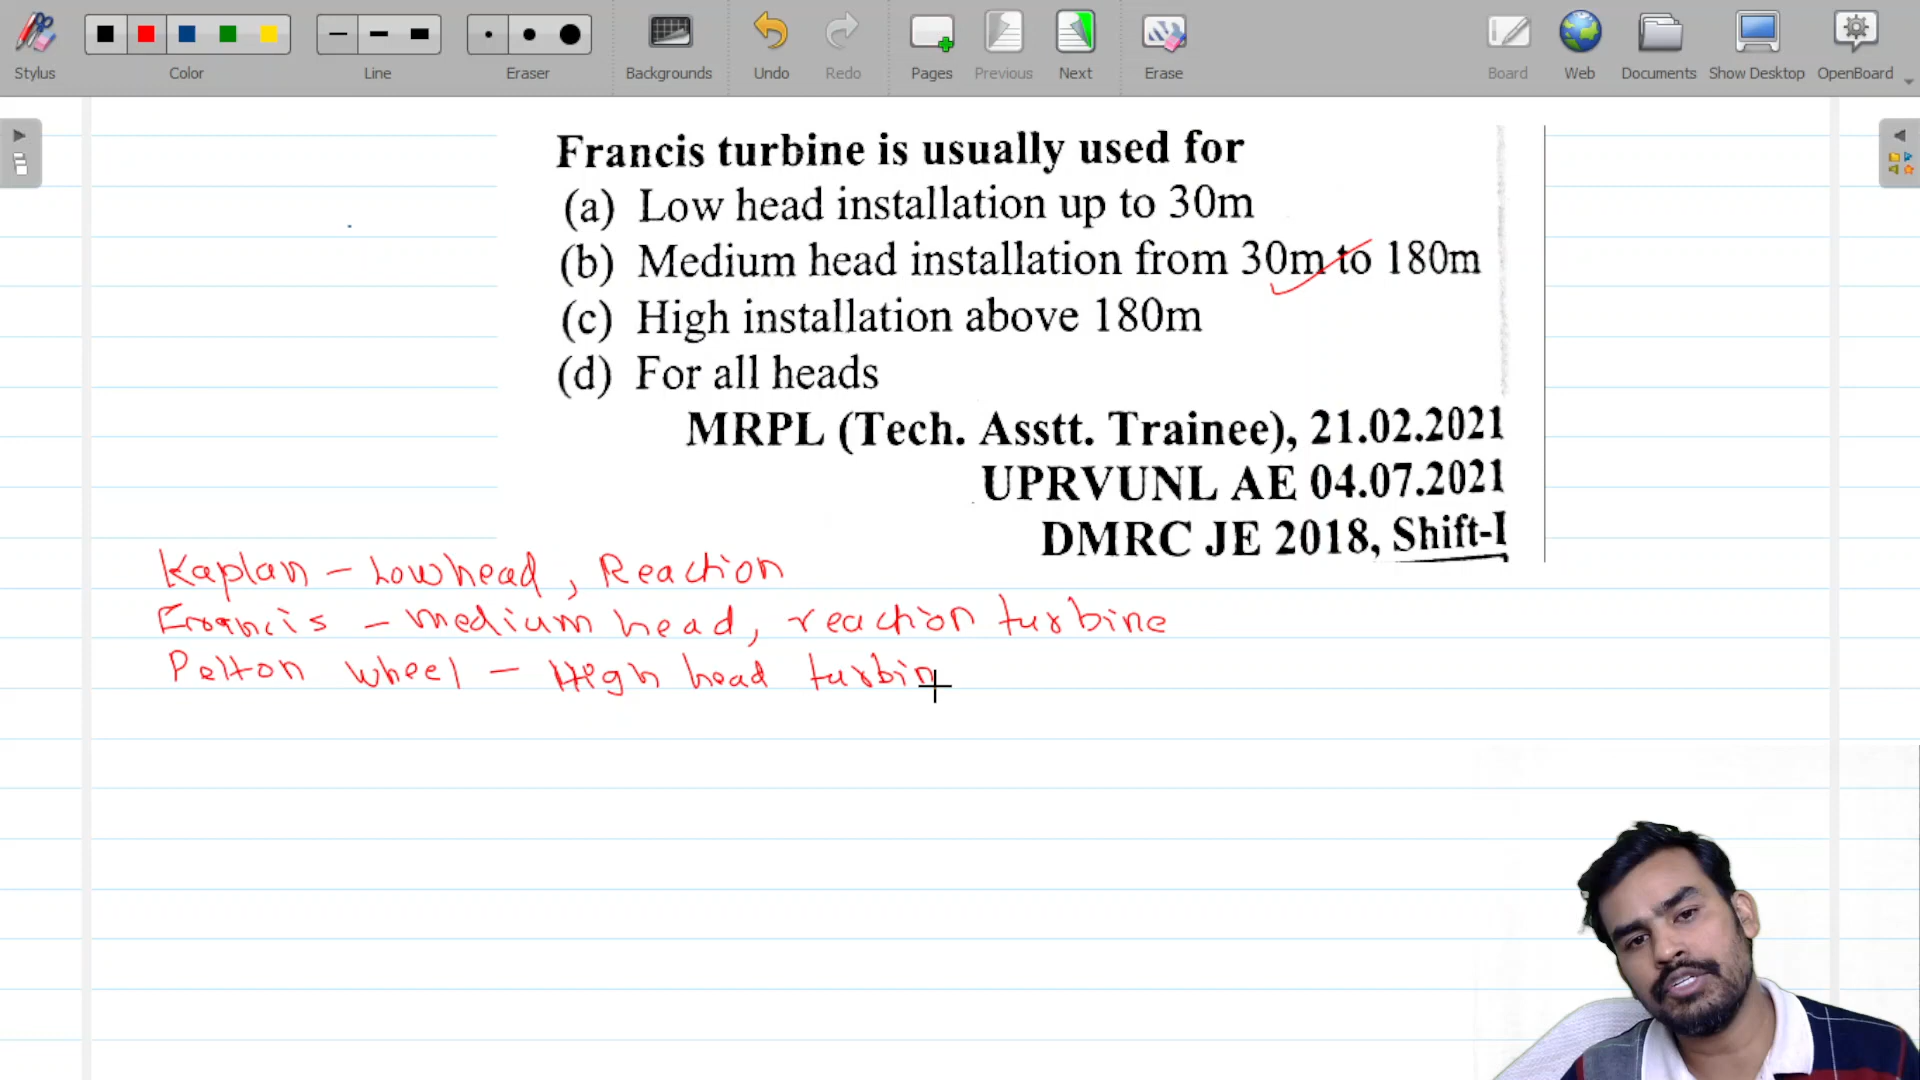 Stylus
Color
Line
Eraser
Backgrounds
Undo
Redo
Pages
Previous
Next
Erase
Board
Web
Documents
Show Desktop
OpenBoard
Francis turbine is usually used for
(a) Low head installation up to 30m
(b) Medium head installation from 30m to 180m
(c) High installation above 180m
(d) For all heads
MRPL (Tech. Asstt. Trainee), 21.02.2021
UPRVUNL AE 04.07.2021
DMRC JE 2018, Shift-I
Kaplan - Low head, Reaction
Francis - medium head, reaction turbine
Pelton wheel - High head turbin